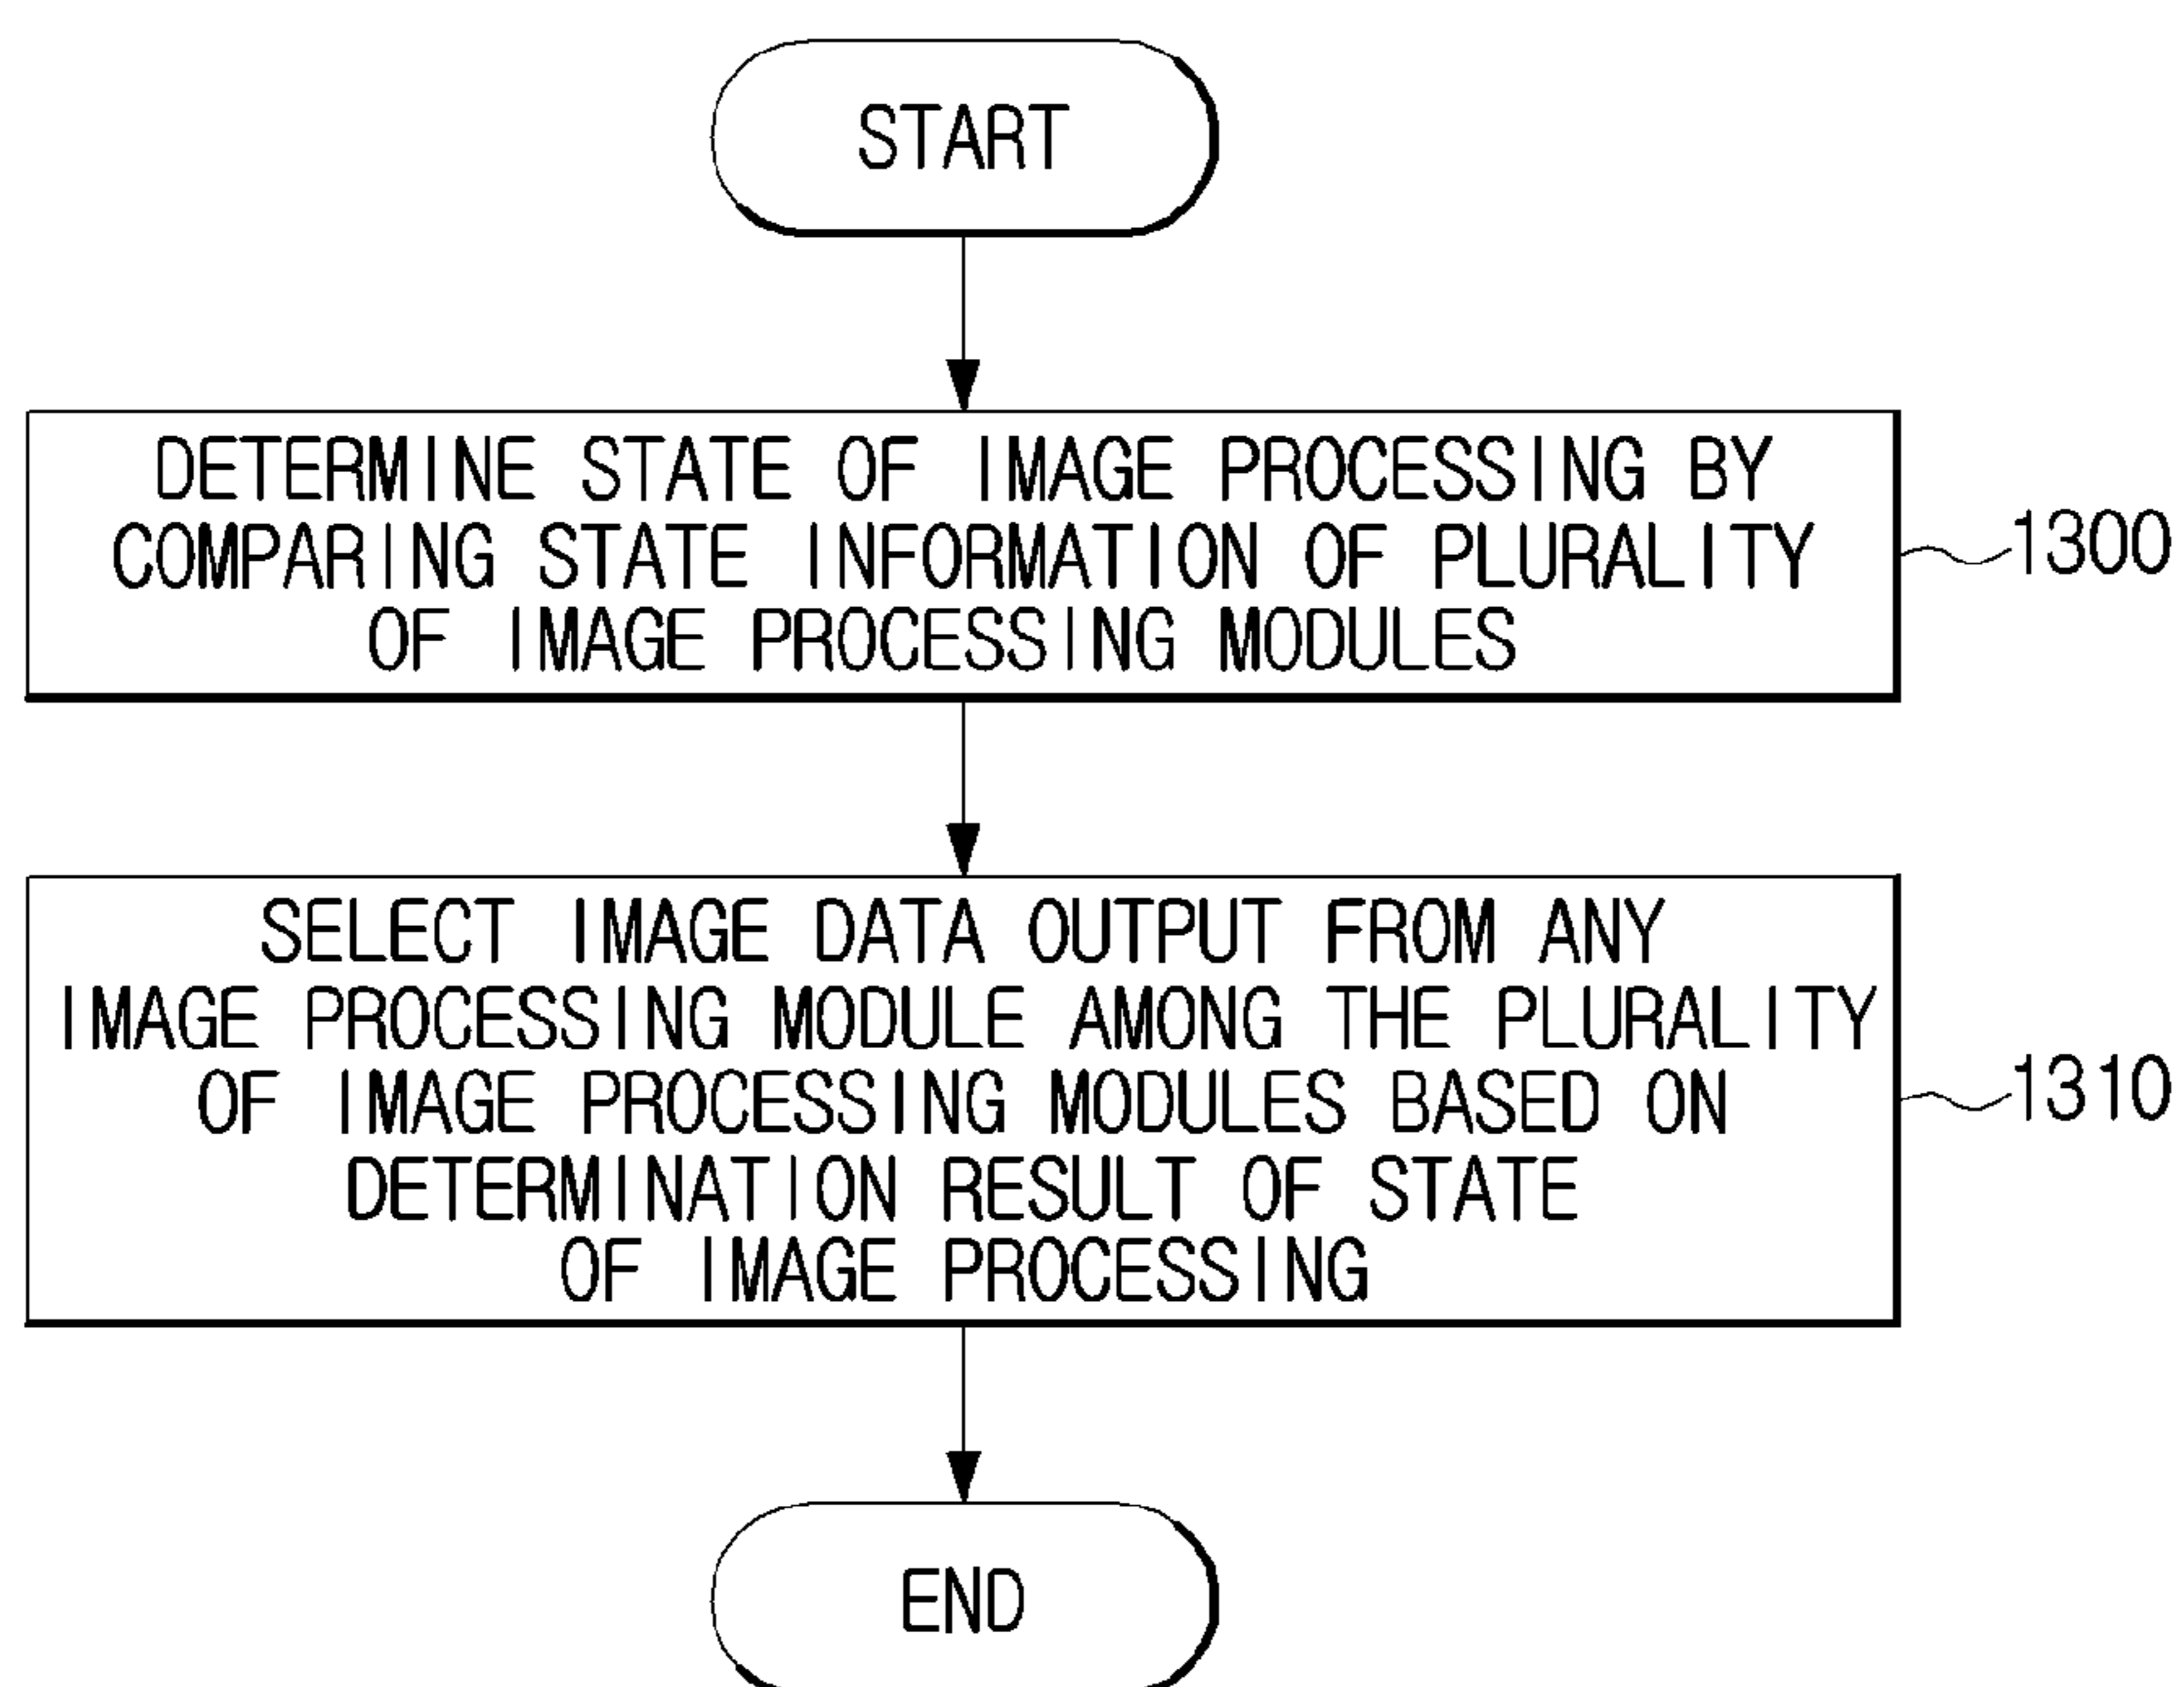 START
DETERMINE STATE OF IMAGE PROCESSING BY
COMPARING STATE INFORMATION OF PLURALITY
OF IMAGE PROCESSING MODULES
1300
SELECT IMAGE DATA OUTPUT FROM ANY
IMAGE PROCESSING MODULE AMONG THE PLURALITY
OF IMAGE PROCESSING MODULES BASED ON
DETERMINATION RESULT OF STATE
OF IMAGE PROCESSING
1310
END